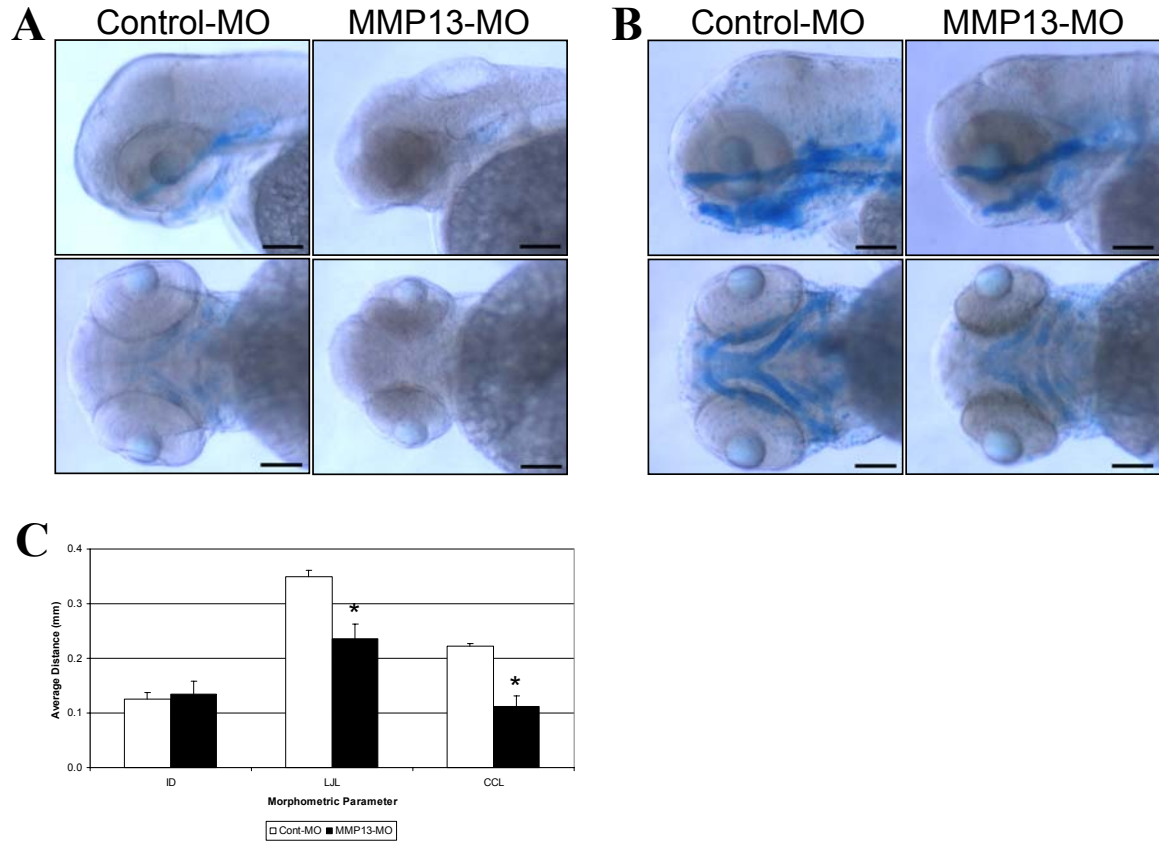 A
Control-MO MMP13-MO
B
Control-MO MMP13-MO
C
Average Distance (mm)
0.4
0.3
0.2
0.1
0.0
*
*
ID LJL CCL
Morphometric Parameter
Cont-MO MMP13-MO